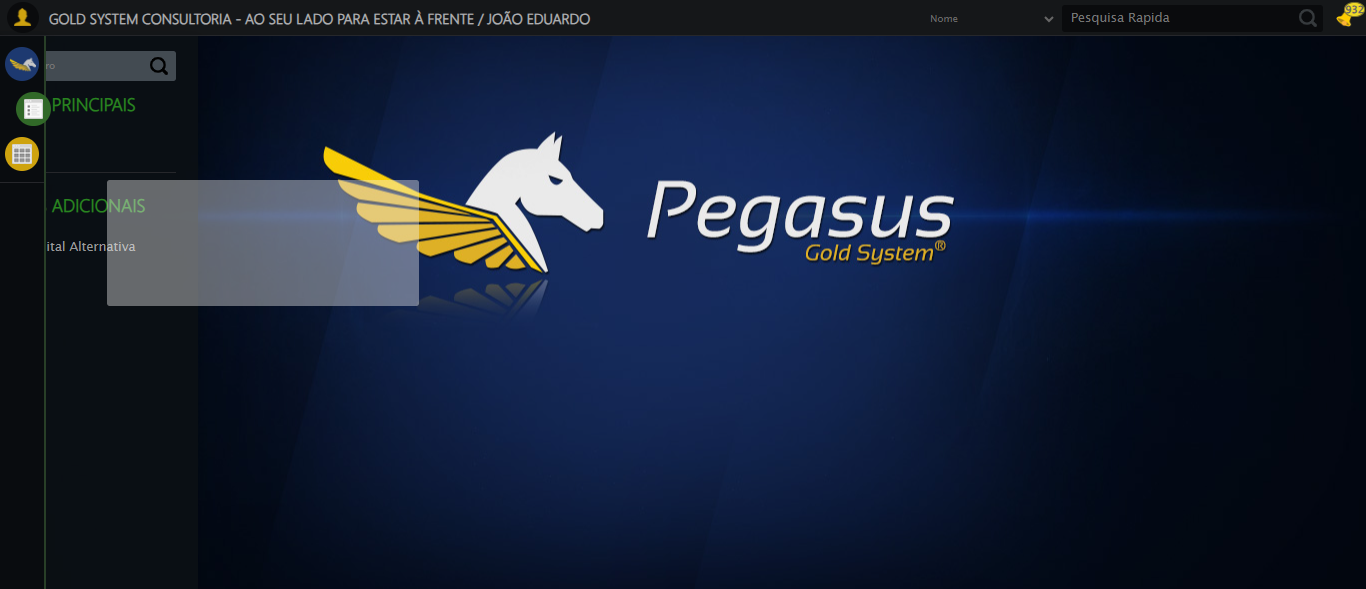 GOLD SYSTEM CONSULTORIA - AO SEU LADO PARA ESTAR À FRENTE / JOÃO EDUARDO
Nome
Pesquisa Rapida
932
ro
PRINCIPAIS
ADICIONAIS
ital Alternativa
Pegasus
Gold System®